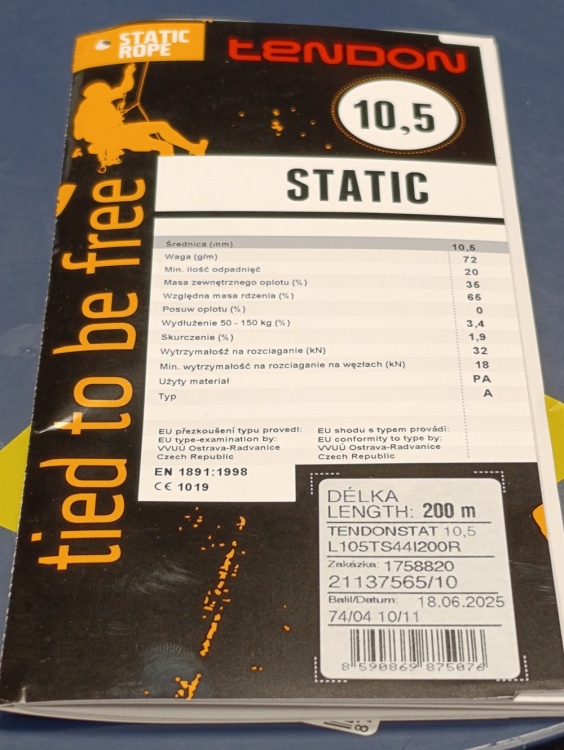 STATIC
ROPE
TENDON
10,5
STATIC
tied to be free
Średnica (mm) 10,5
Waga (g/m) 72
Min. ilość odpadnięć 20
Masa zewnętrznego oplotu (%) 35
Względna masa rdzenia (%) 65
Posuw oplotu (%) 0
Wydłużenie 50 - 150 kg (%) 3,4
Skurczenie (%) 1,9
Wytrzymałość na rozciaganie (kN) 32
Min. wytrzymałość na rozciaganie na węzłach (kN) 18
Użyty materiał PA
Typ A
EU přezkoušení typu provedl:
EU type-examination by:
VVUÚ Ostrava-Radvanice
Czech Republic
EU shodu s typem provádí:
EU conformity to type by:
VVUÚ Ostrava-Radvanice
Czech Republic
EN 1891:1998
CE 1019
DÉLKA
LENGTH: 200 m
TENDONSTAT 10,5
L105TS44I200R
Zakázka: 1758820
21137565/10
Balil/Datum: 18.06.2025
74/04 10/11
8 590869 875076